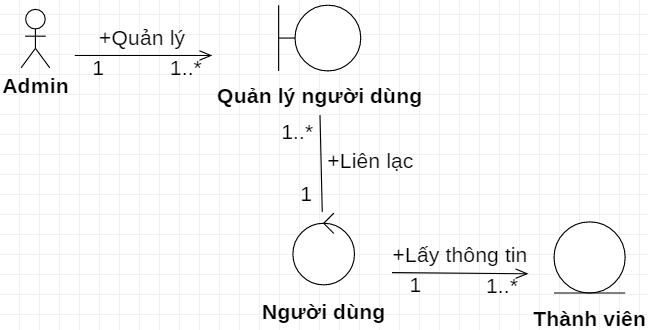 +Quản lý
1
1..*
Admin
Quản lý người dùng
1..*
+Liên lạc
1
+Lấy thông tin
1
1..*
Người dùng
Thành viên